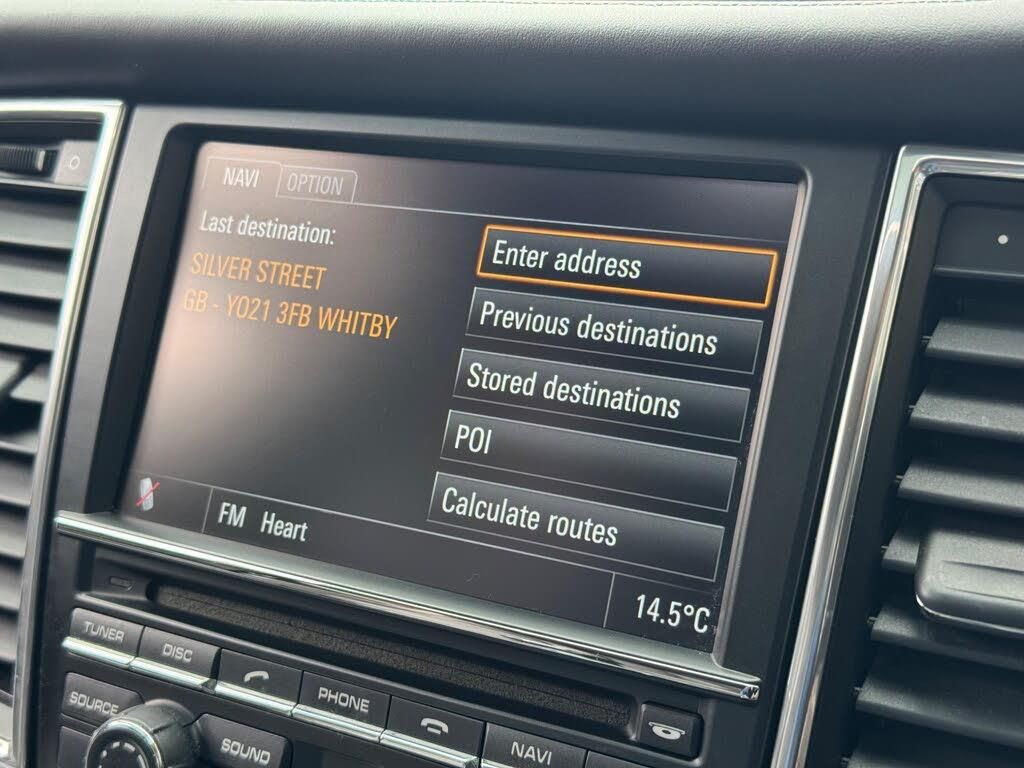 NAVI OPTION
Last destination:
SILVER STREET
GB - YO21 3FB WHITBY
Enter address
Previous destinations
Stored destinations
POI
Calculate routes
FM Heart
14.5°C
TUNER
DISC
PHONE
NAVI
SOURCE
SOUND